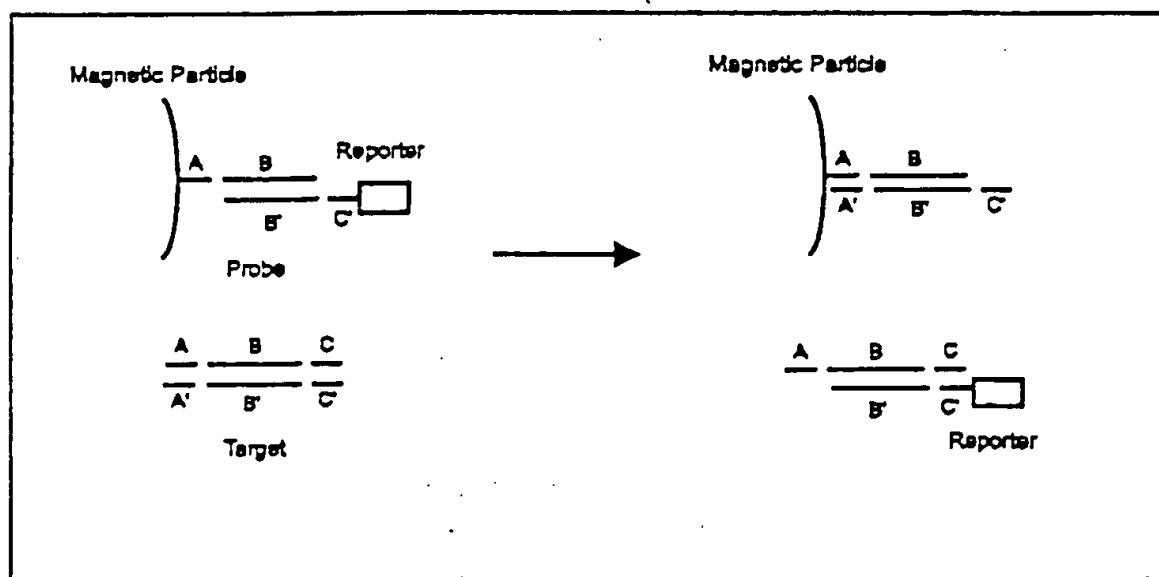 Magnetic Particle
A B Reporter
B' C'
Probe
A B C
A' B' C'
Target
Magnetic Particle
A B
A' B' C'
A B C
B' C'
Reporter